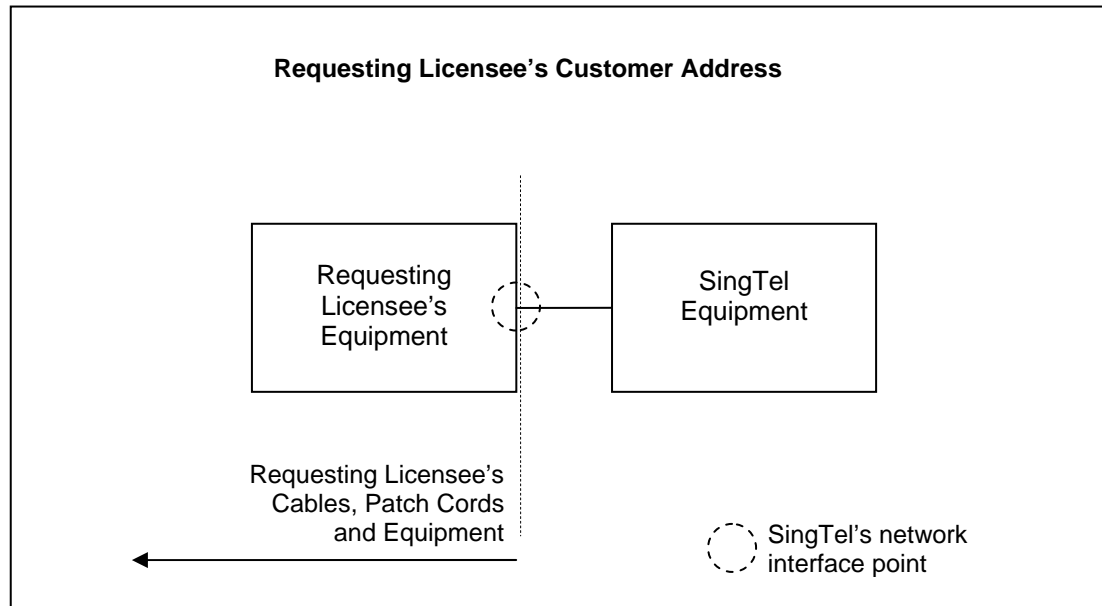 Requesting Licensee’s Customer Address
Requesting
Licensee’s
Equipment
SingTel
Equipment
Requesting Licensee’s
Cables, Patch Cords
and Equipment
SingTel’s network
interface point